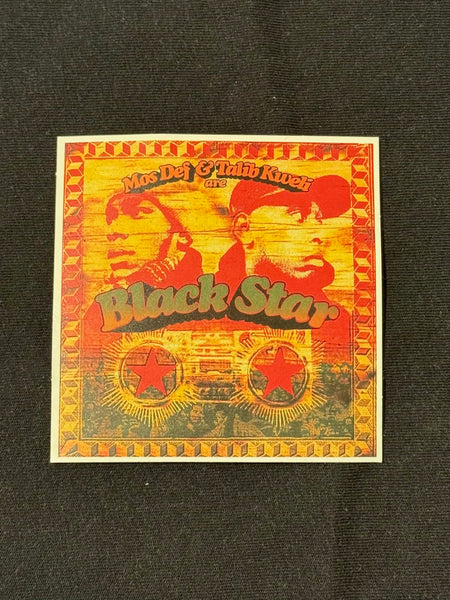 Mos Def & Talib Kweli
are
Black Star